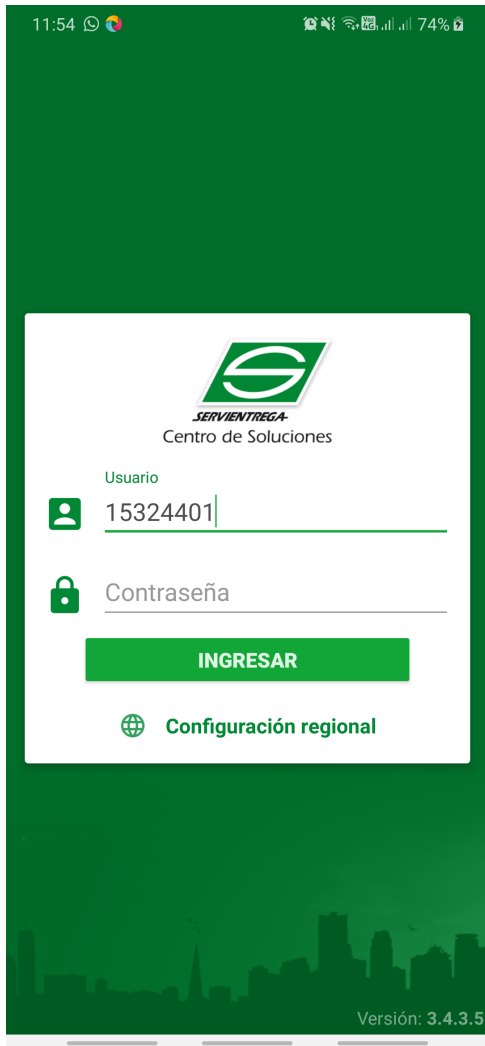 11:54 74%
SERVIENTREGA
Centro de Soluciones
Usuario
15324401
Contraseña
INGRESAR
Configuración regional
Versión: 3.4.3.5